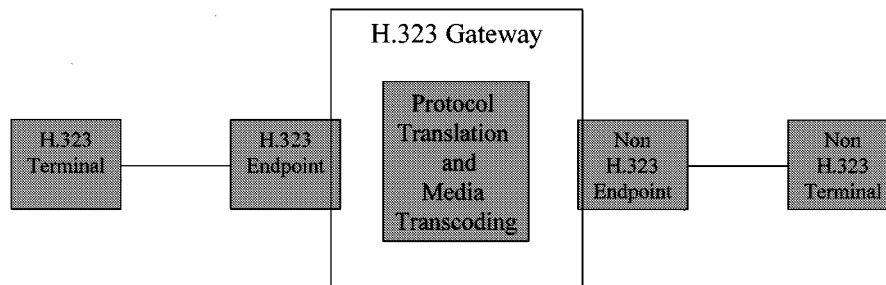 H.323 Gateway
H.323
Terminal
H.323
Endpoint
Protocol
Translation
and
Media
Transcoding
Non
H.323
Endpoint
Non
H.323
Terminal